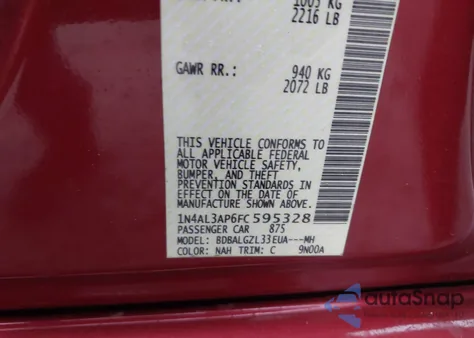 1005 KG
2216 LB
GAWR RR.: 940 KG
2072 LB
THIS VEHICLE CONFORMS TO
ALL APPLICABLE FEDERAL
MOTOR VEHICLE SAFETY,
BUMPER, AND THEFT
PREVENTION STANDARDS IN
EFFECT ON THE DATE OF
MANUFACTURE SHOWN ABOVE.
1N4AL3AP6FC595328
PASSENGER CAR 875
MODEL: BDBALGZL33EUA---MH
COLOR: NAH TRIM: C 9N00A
autoSnap